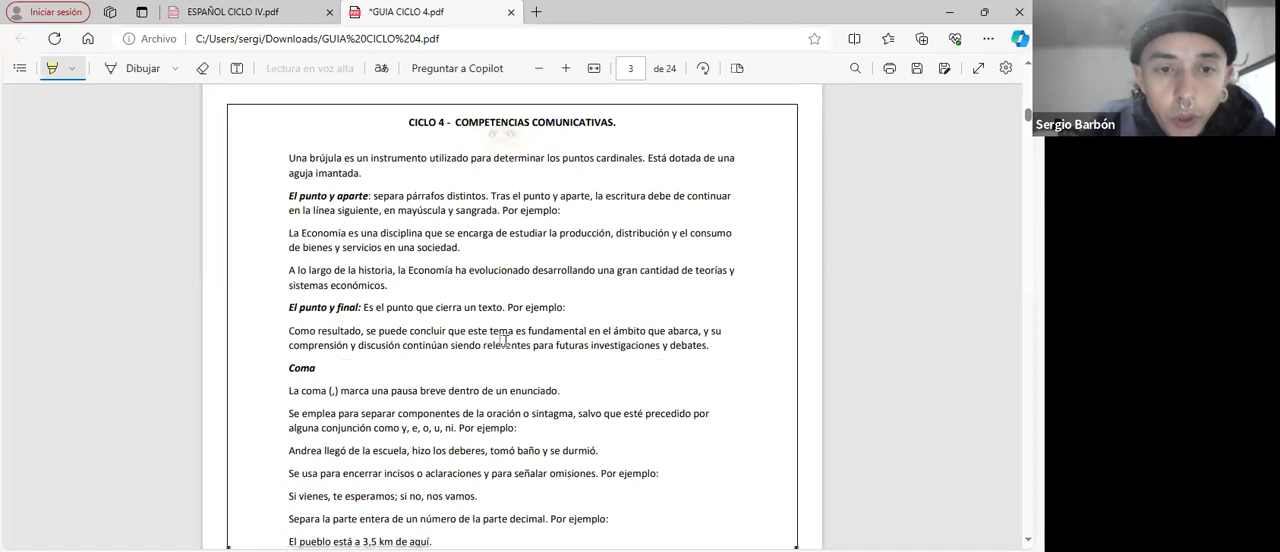 Iniciar sesión
ESPAÑOL CICLO IV.pdf
*GUIA CICLO 4.pdf
Archivo
C:/Users/sergi/Downloads/GUIA%20CICLO%204.pdf
Dibujar
Lectura en voz alta
aあ
Preguntar a Copilot
3 de 24
Sergio Barbón
CICLO 4 - COMPETENCIAS COMUNICATIVAS.
Una brújula es un instrumento utilizado para determinar los puntos cardinales. Está dotada de una
aguja imantada.
El punto y aparte: separa párrafos distintos. Tras el punto y aparte, la escritura debe de continuar
en la línea siguiente, en mayúscula y sangrada. Por ejemplo:
La Economía es una disciplina que se encarga de estudiar la producción, distribución y el consumo
de bienes y servicios en una sociedad.
A lo largo de la historia, la Economía ha evolucionado desarrollando una gran cantidad de teorías y
sistemas económicos.
El punto y final: Es el punto que cierra un texto. Por ejemplo:
Como resultado, se puede concluir que este tema es fundamental en el ámbito que abarca, y su
comprensión y discusión continúan siendo relevantes para futuras investigaciones y debates.
Coma
La coma (,) marca una pausa breve dentro de un enunciado.
Se emplea para separar componentes de la oración o sintagma, salvo que esté precedido por
alguna conjunción como y, e, o, u, ni. Por ejemplo:
Andrea llegó de la escuela, hizo los deberes, tomó baño y se durmió.
Se usa para encerrar incisos o aclaraciones y para señalar omisiones. Por ejemplo:
Si vienes, te esperamos; si no, nos vamos.
Separa la parte entera de un número de la parte decimal. Por ejemplo:
El pueblo está a 3,5 km de aquí.